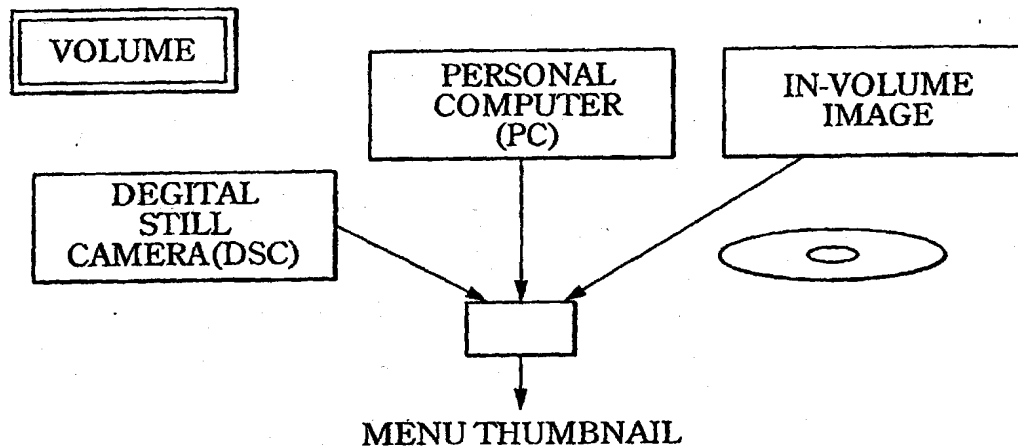 VOLUME
PERSONAL
COMPUTER
(PC)
IN-VOLUME
IMAGE
DEGITAL
STILL
CAMERA(DSC)
MENU THUMBNAIL